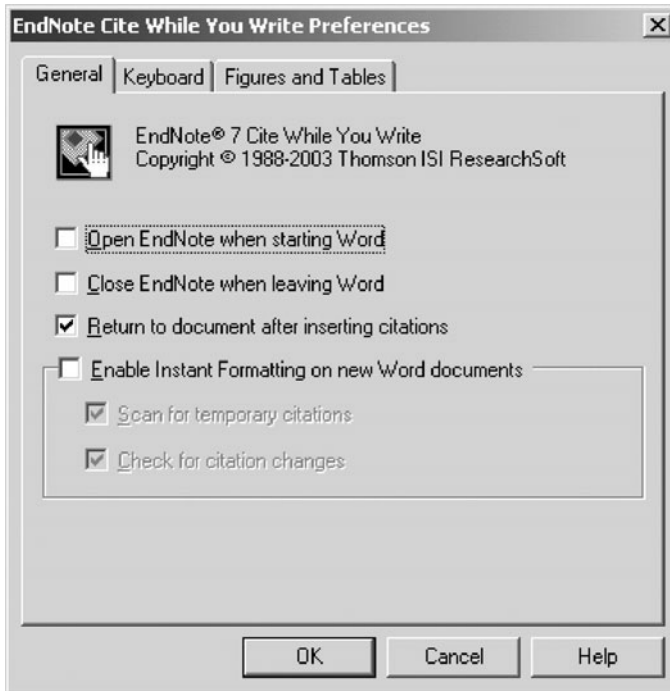 EndNote Cite While You Write Preferences
General Keyboard Figures and Tables
EndNote® 7 Cite While You Write
Copyright © 1988-2003 Thomson ISI ResearchSoft
Open EndNote when starting Word
Close EndNote when leaving Word
Return to document after inserting citations
Enable Instant Formatting on new Word documents
Scan for temporary citations
Check for citation changes
OK Cancel Help